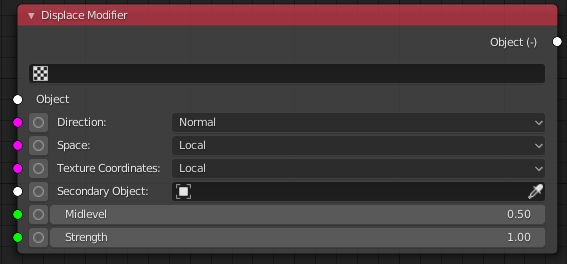 Displace Modifier
Object (-)
Object
Direction: Normal
Space: Local
Texture Coordinates: Local
Secondary Object:
Midlevel 0.50
Strength 1.00